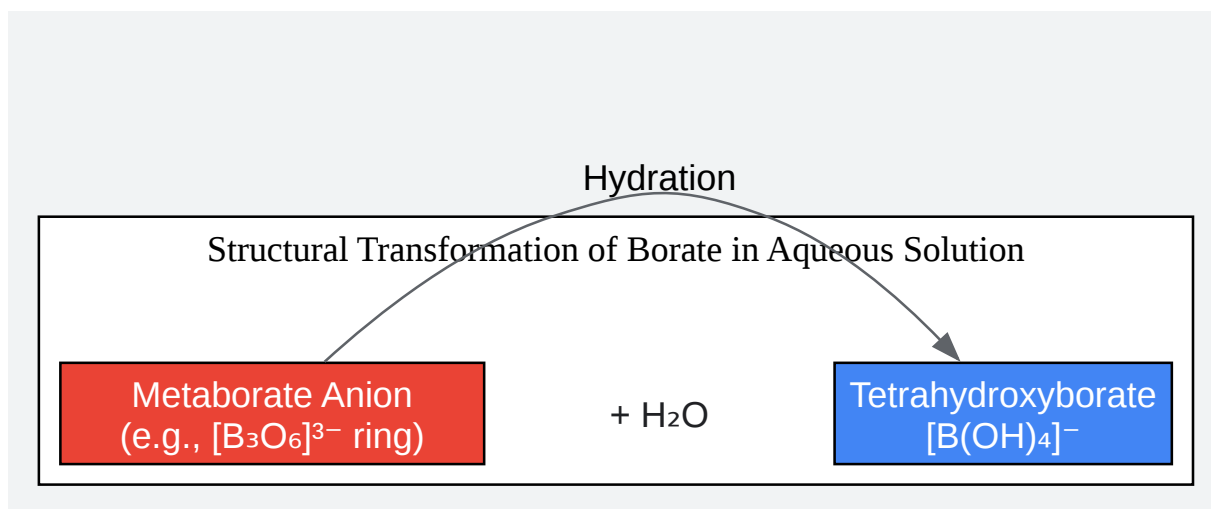 Hydration
Structural Transformation of Borate in Aqueous Solution
Metaborate Anion
(e.g., [B₃O₆]³⁻ ring)
+ H₂O
Tetrahydroxyborate
[B(OH)₄]⁻